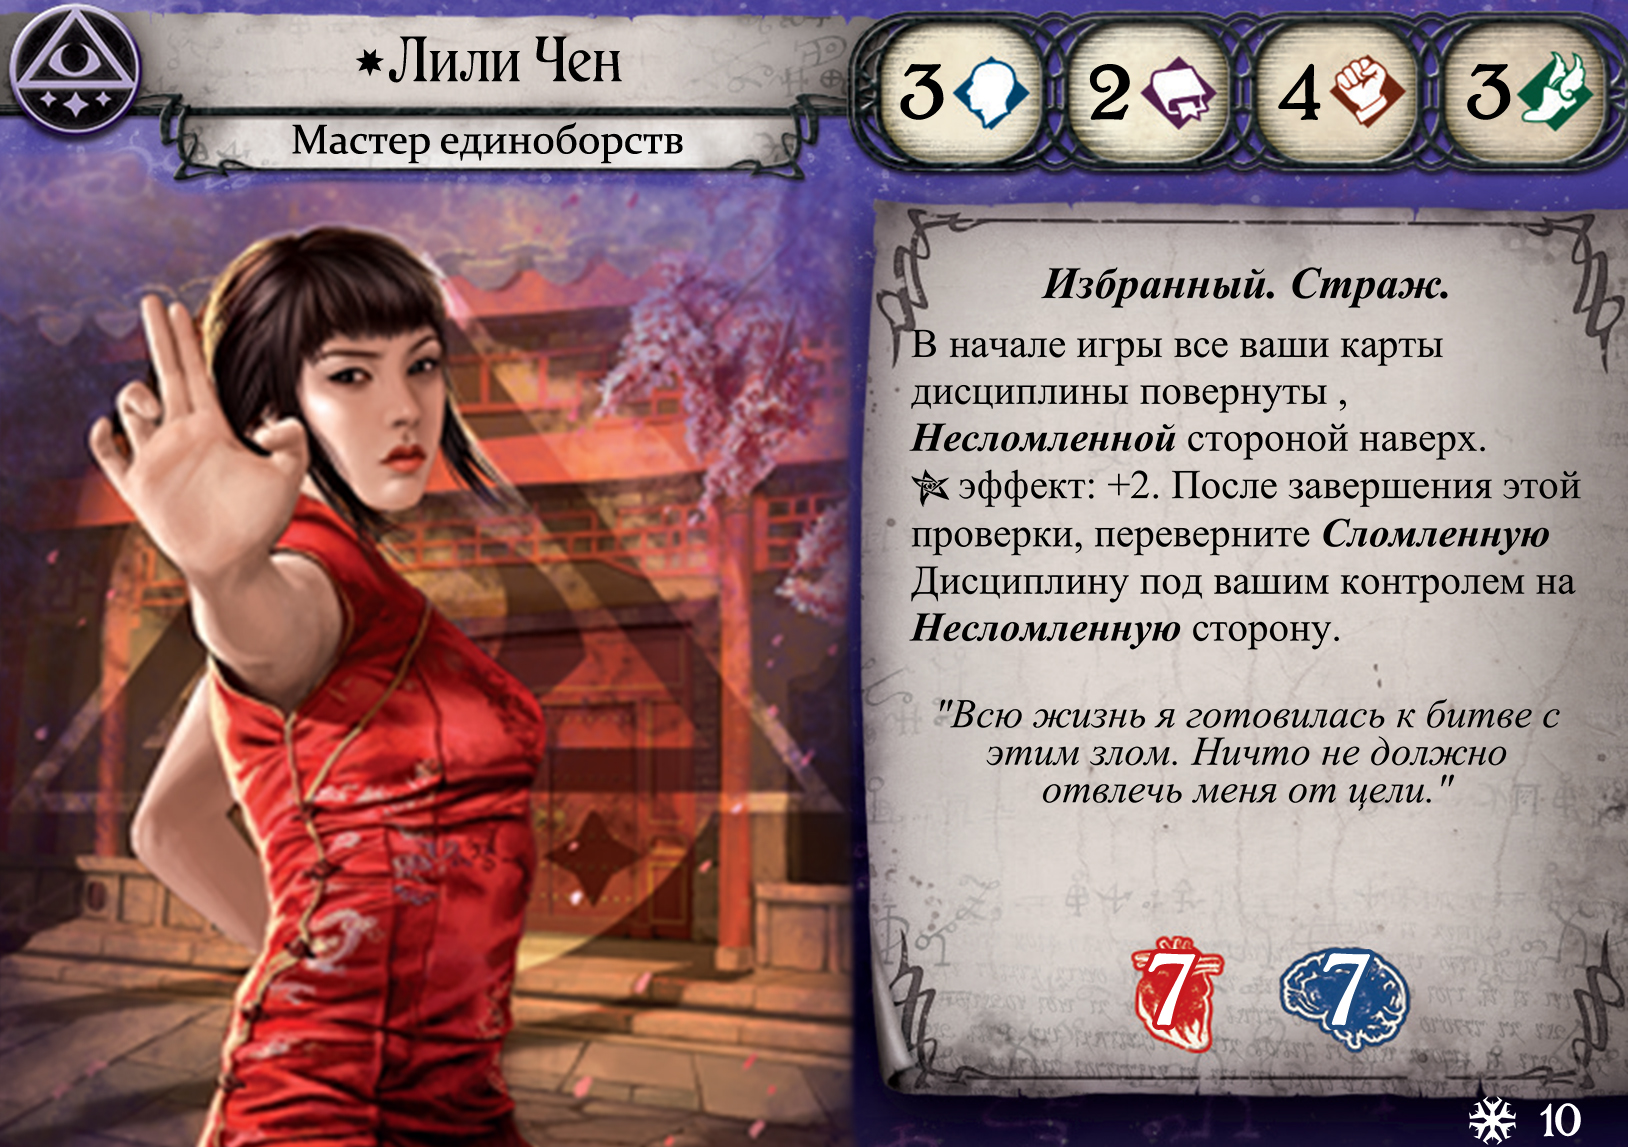 Лили Чен
Мастер единоборств
3 2 4 3
Избранный. Страж.
В начале игры все ваши карты
дисциплины повернуты ,
Несломленной стороной наверх.
эффект: +2. После завершения этой
проверки, переверните Сломленную
Дисциплину под вашим контролем на
Несломленную сторону.
"Всю жизнь я готовилась к битве с
этим злом. Ничто не должно
отвлечь меня от цели."
7 7
10